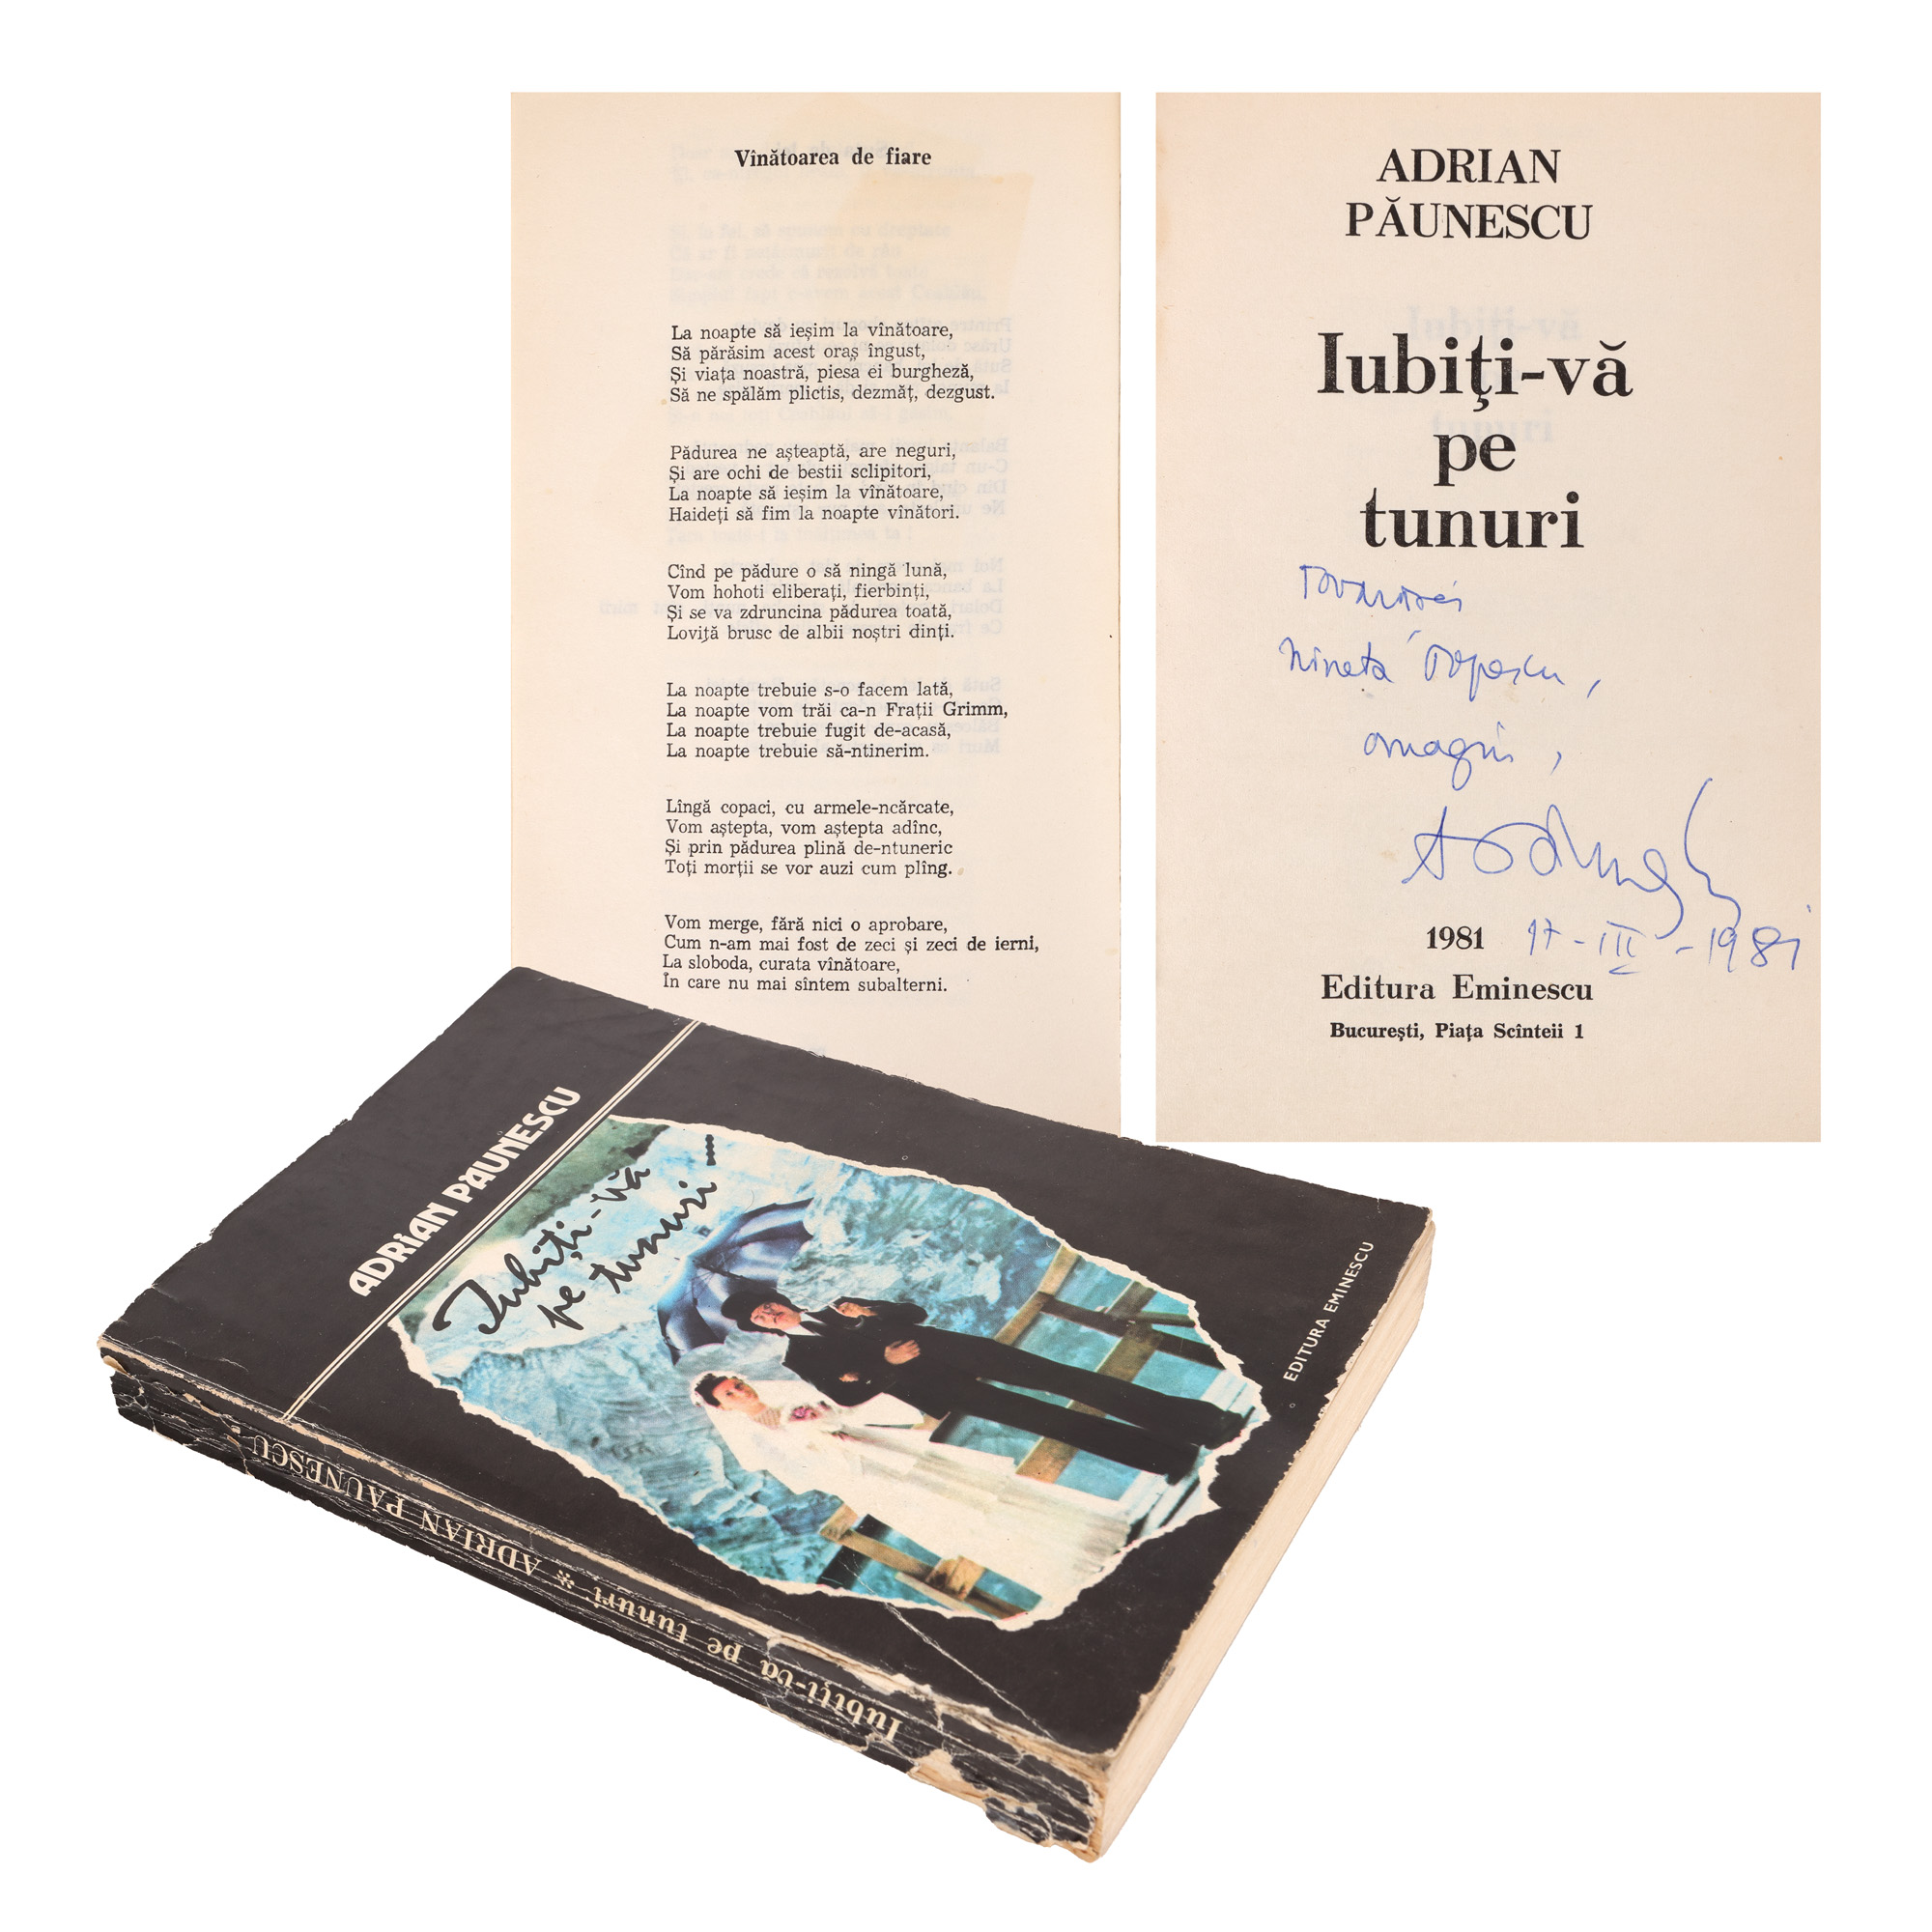 Vînătoarea de fiare
La noapte să ieșim la vînătoare,
Să părăsim acest oraș îngust,
Și viața noastră, piesa ei burgheză,
Să ne spălăm plictis, dezmăț, dezgust.
Pădurea ne așteaptă, are neguri,
Și are ochi de bestii sclipitori,
La noapte să ieșim la vînătoare,
Haideți să fim la noapte vînători.
Cînd pe pădure o să ningă lună,
Vom hohoti eliberați, fierbinți,
Și se va zdruncina pădurea toată,
Lovită brusc de albii noștri dinți.
La noapte trebuie s-o facem lată,
La noapte vom trăi ca-n Frații Grimm,
La noapte trebuie fugit de-acasă,
La noapte trebuie să-ntinerim.
Lîngă copaci, cu armele-ncărcate,
Vom aștepta, vom aștepta adînc,
Și prin pădurea plină de-ntuneric
Toți morții se vor auzi cum plîng.
Vom merge, fără nici o aprobare,
Cum n-am mai fost de zeci și zeci de ierni,
La sloboda, curata vînătoare,
În care nu mai sîntem subalterni.
ADRIAN
PĂUNESCU
Iubiți-vă
pe
tunuri
Tovarășei
Nineta Popescu,
omagiu,
17-III-1981
1981
Editura Eminescu
București, Piața Scînteii 1
ADRIAN PĂUNESCU
Iubiți-vă
pe tunuri
EDITURA EMINESCU
Iubiți-vă pe tunuri * ADRIAN PĂUNESCU